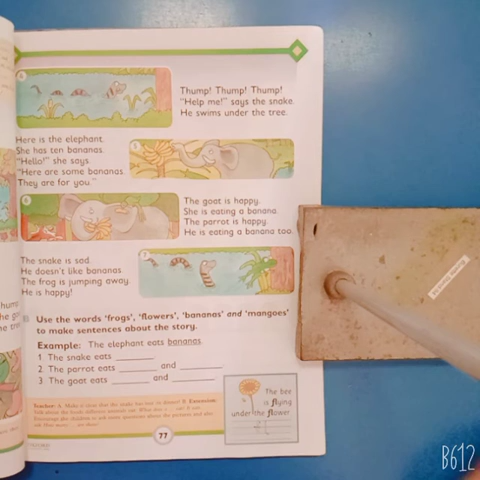 Thump! Thump! Thump!
"Help me!" says the snake.
He swims under the tree.
Here is the elephant.
She has ten bananas.
"Hello!" she says.
"Here are some bananas.
They are for you."
5
The goat is happy.
She is eating a banana.
The parrot is happy.
He is eating a banana too.
The snake is sad.
He doesn't like bananas.
The frog is jumping away.
He is happy!
7
Use the words 'frogs', 'flowers', 'bananas' and 'mangoes'
to make sentences about the story.
Example: The elephant eats bananas
1 The snake eats
2 The parrot eats and
3 The goat eats and
The bee
is flying
under the flower
77
B612